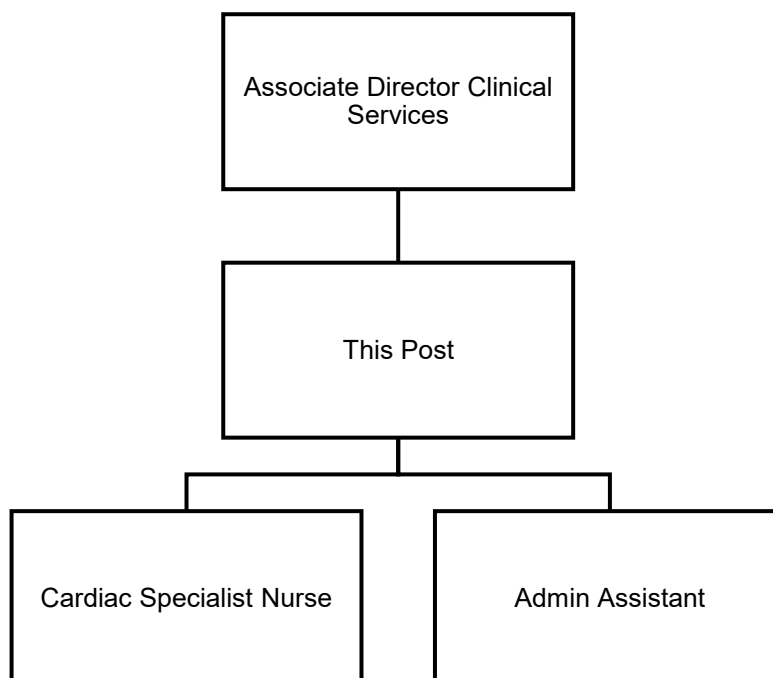 Associate Director Clinical
Services
This Post
Cardiac Specialist Nurse
Admin Assistant